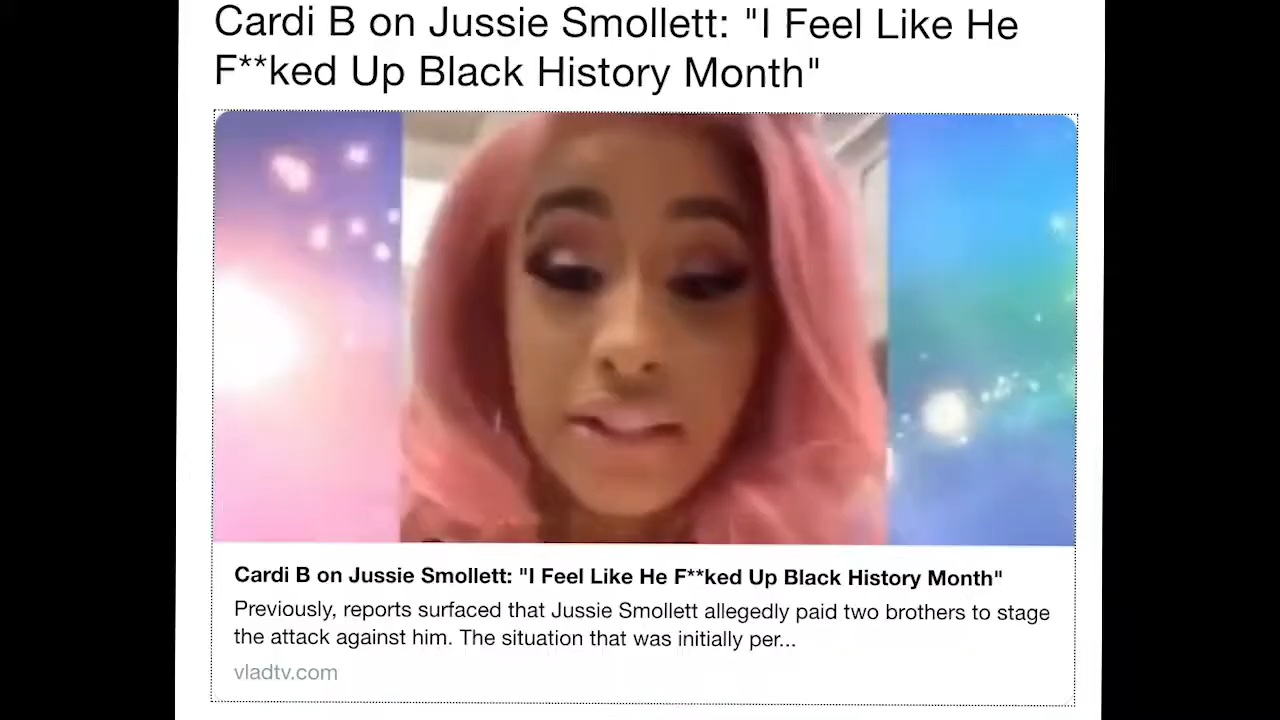 Cardi B on Jussie Smollett: "I Feel Like He
F**ked Up Black History Month"
Cardi B on Jussie Smollett: "I Feel Like He F**ked Up Black History Month"
Previously, reports surfaced that Jussie Smollett allegedly paid two brothers to stage
the attack against him. The situation that was initially per...
vladtv.com